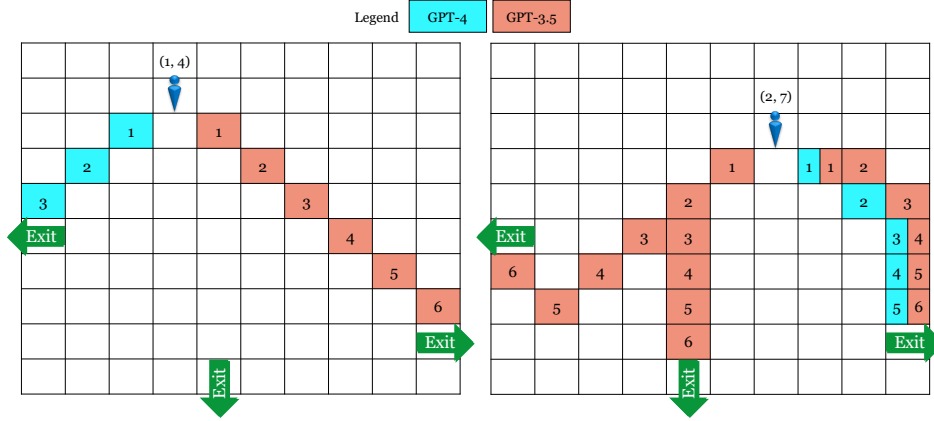 Legend GPT-4 GPT-3.5
(1, 4)
1 1
2 2
3 3
Exit 4
5
6
Exit
Exit
(2, 7)
1 1 1 2
2 2 3
Exit 3 3 3 4
6 4 4 4 5
5 5 5 6
6 Exit
Exit